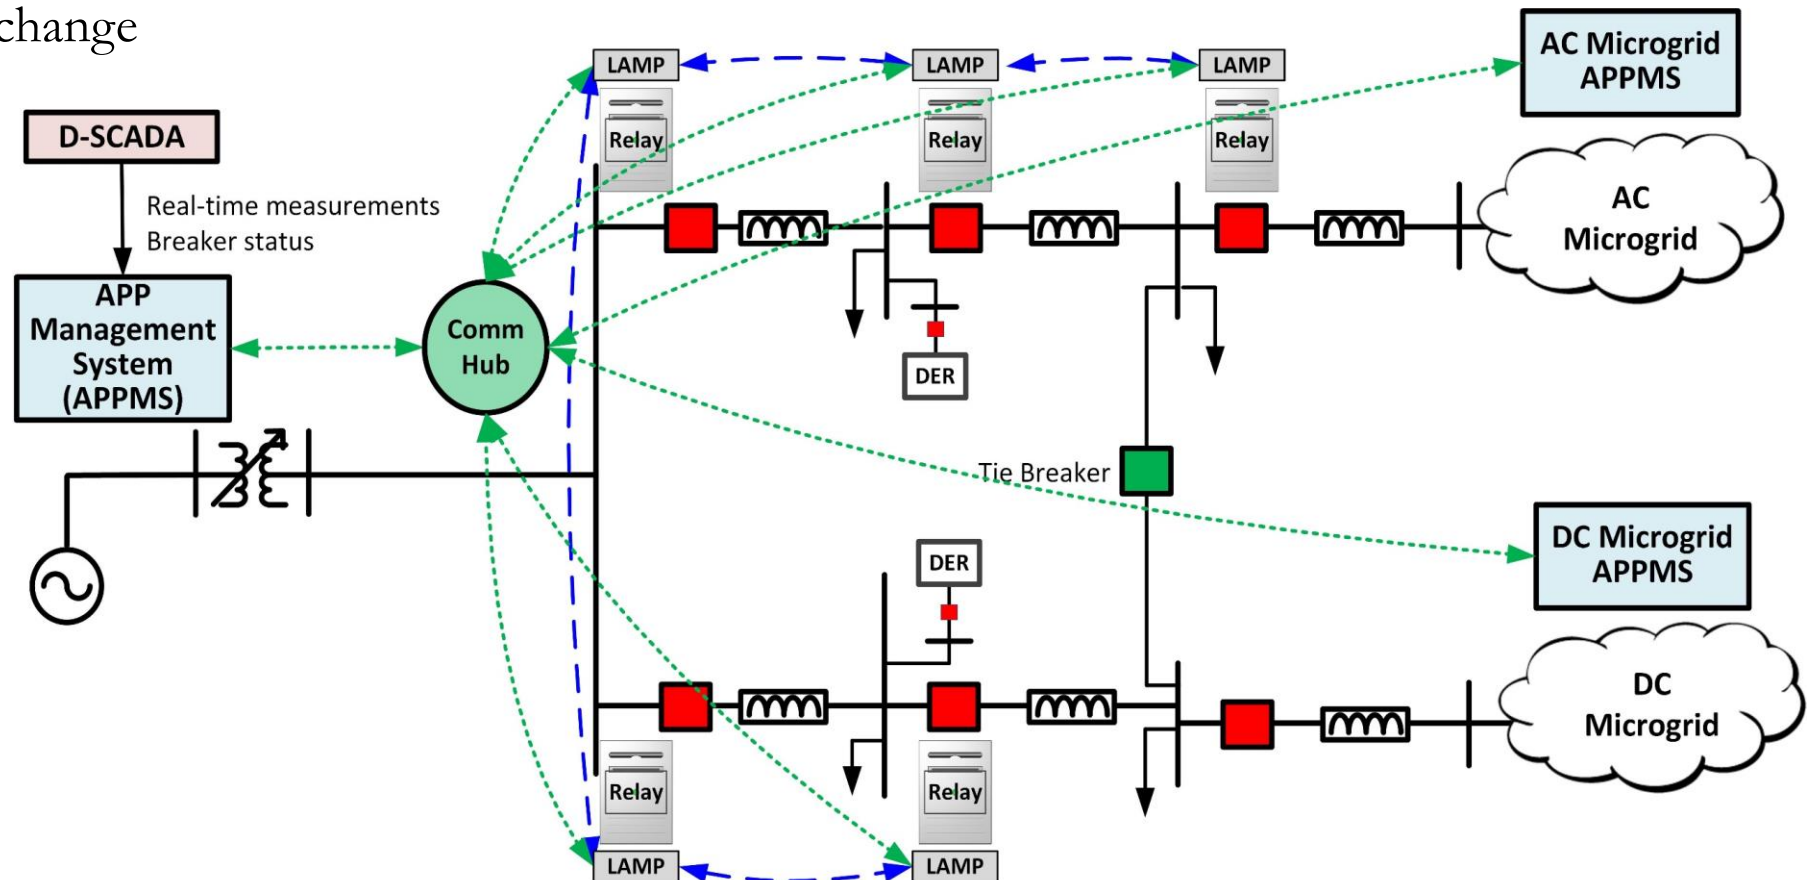 change
LAMP
LAMP
LAMP
AC Microgrid
APPMS
D-SCADA
Relay
Relay
Relay
Real-time measurements
Breaker status
AC
Microgrid
APP
Management
System
(APPMS)
Comm
Hub
DER
Tie Breaker
DC Microgrid
APPMS
DER
DC
Microgrid
Relay
Relay
LAMP
LAMP